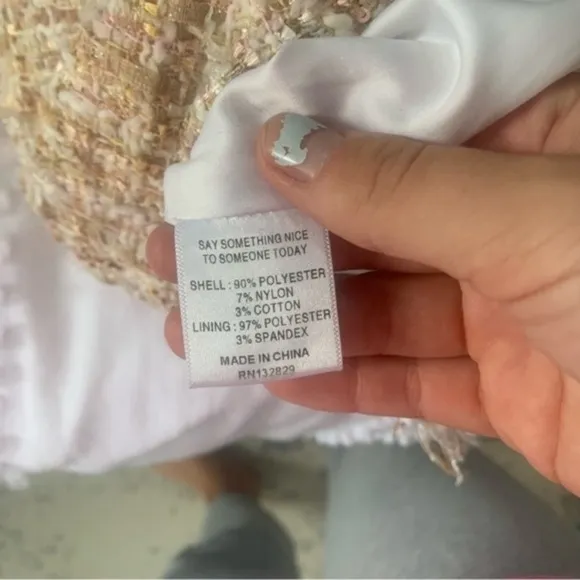 SAY SOMETHING NICE
TO SOMEONE TODAY
SHELL : 90% POLYESTER
7% NYLON
3% COTTON
LINING : 97% POLYESTER
3% SPANDEX
MADE IN CHINA
RN132829